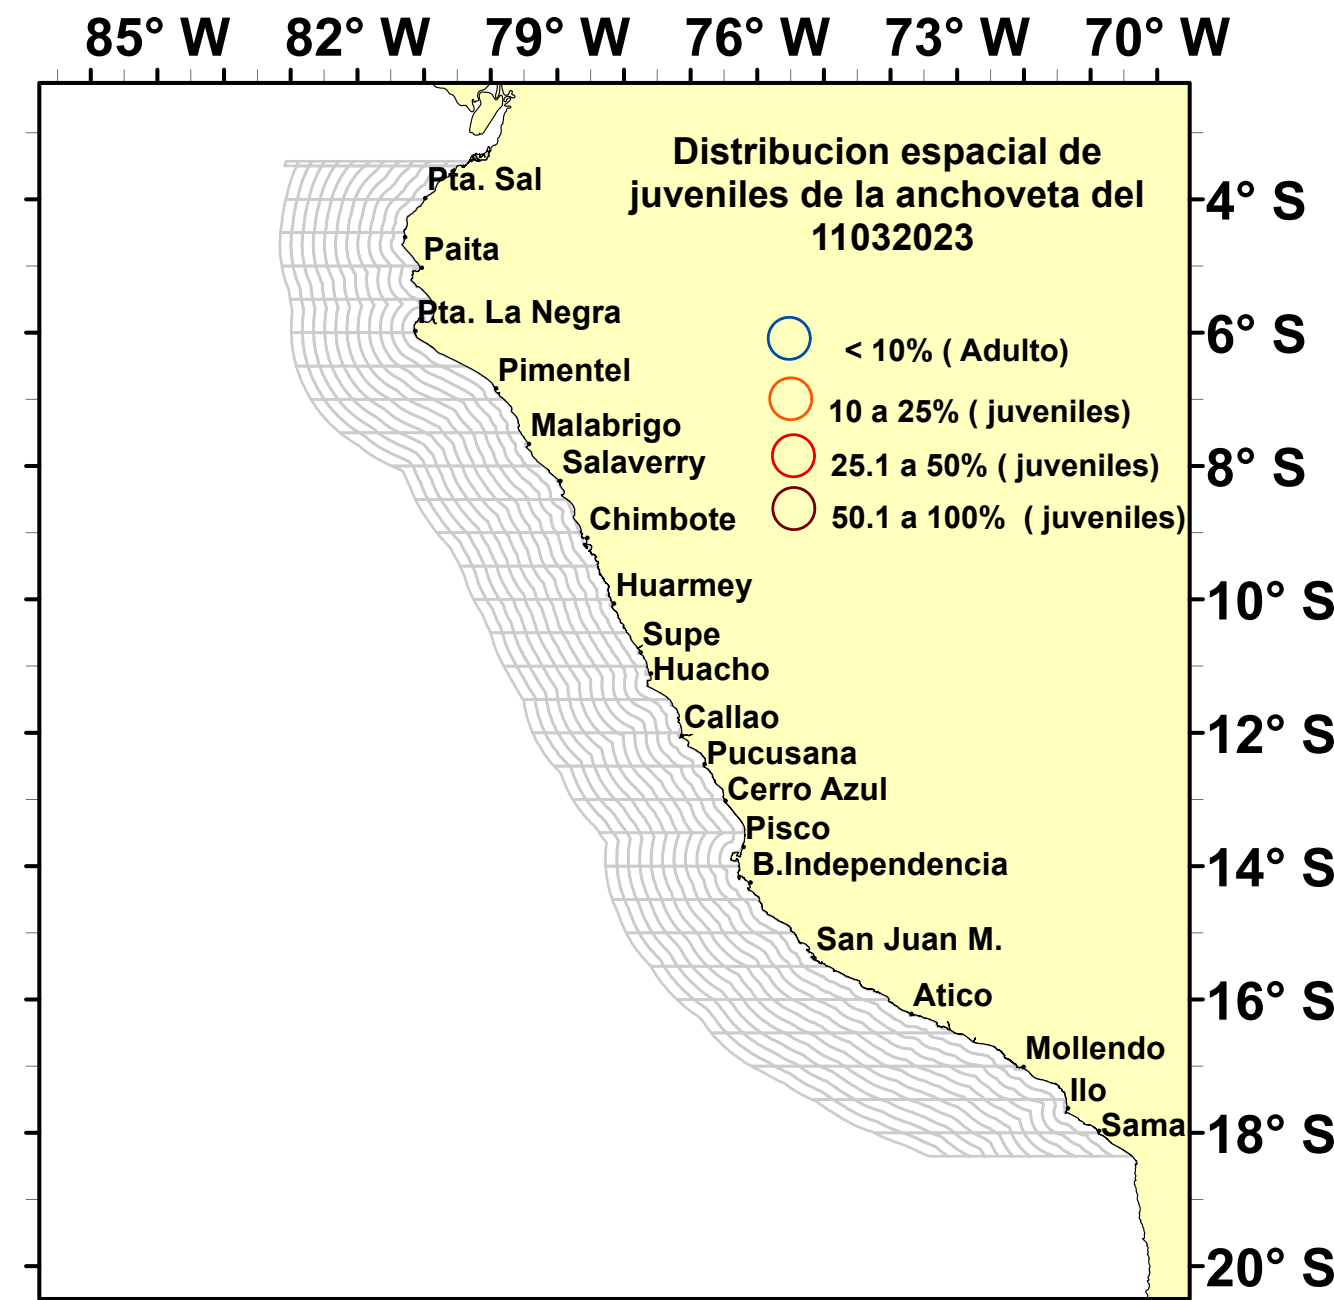 85° W 82° W 79° W 76° W 73° W 70° W
Distribucion espacial de
juveniles de la anchoveta del
11032023
< 10% ( Adulto)
10 a 25% ( juveniles)
25.1 a 50% ( juveniles)
50.1 a 100% ( juveniles)
Pta. Sal
Paita
Pta. La Negra
Pimentel
Malabrigo
Salaverry
Chimbote
Huarmey
Supe
Huacho
Callao
Pucusana
Cerro Azul
Pisco
B.Independencia
San Juan M.
Atico
Mollendo
Ilo
Sama
4° S
6° S
8° S
10° S
12° S
14° S
16° S
18° S
20° S